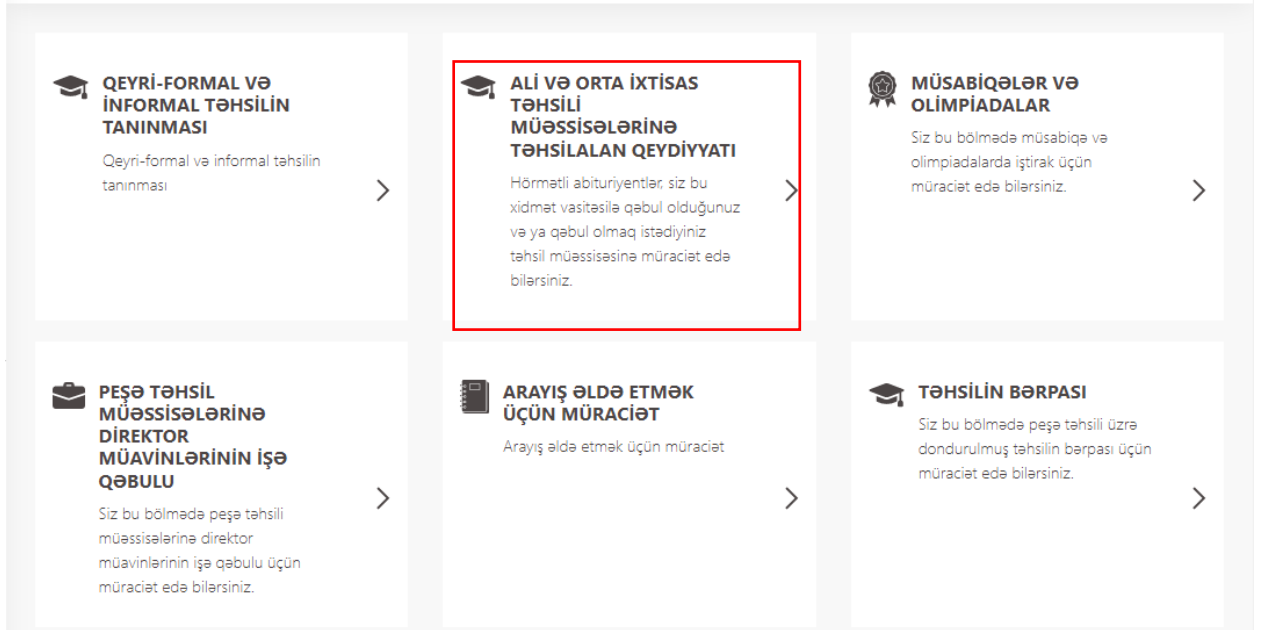 QEYRİ-FORMAL VƏ
İNFORMAL TƏHSİLİN
TANINMASI
Qeyri-formal və informal təhsilin
tanınması
ALİ VƏ ORTA İXTİSAS
TƏHSİLİ
MÜƏSSİSƏLƏRİNƏ
TƏHSİLALAN QEYDİYYATI
Hörmətli abituriyentlər, siz bu
xidmət vasitəsilə qəbul olduğunuz
və ya qəbul olmaq istədiyiniz
təhsil müəssisəsinə müraciət edə
bilərsiniz.
MÜSABİQƏLƏR VƏ
OLİMPİADALAR
Siz bu bölmədə müsabiqə və
olimpiadalarda iştirak üçün
müraciət edə bilərsiniz.
PEŞƏ TƏHSİL
MÜƏSSİSƏLƏRİNƏ
DİREKTOR
MÜAVİNLƏRİNİN İŞƏ
QƏBULU
Siz bu bölmədə peşə təhsili
müəssisələrinə direktor
müavinlərinin işə qəbulu üçün
müraciət edə bilərsiniz.
ARAYIŞ ƏLDƏ ETMƏK
ÜÇÜN MÜRACİƏT
Arayış əldə etmək üçün müraciət
TƏHSİLİN BƏRPASI
Siz bu bölmədə peşə təhsili üzrə
dondurulmuş təhsilin bərpası üçün
müraciət edə bilərsiniz.